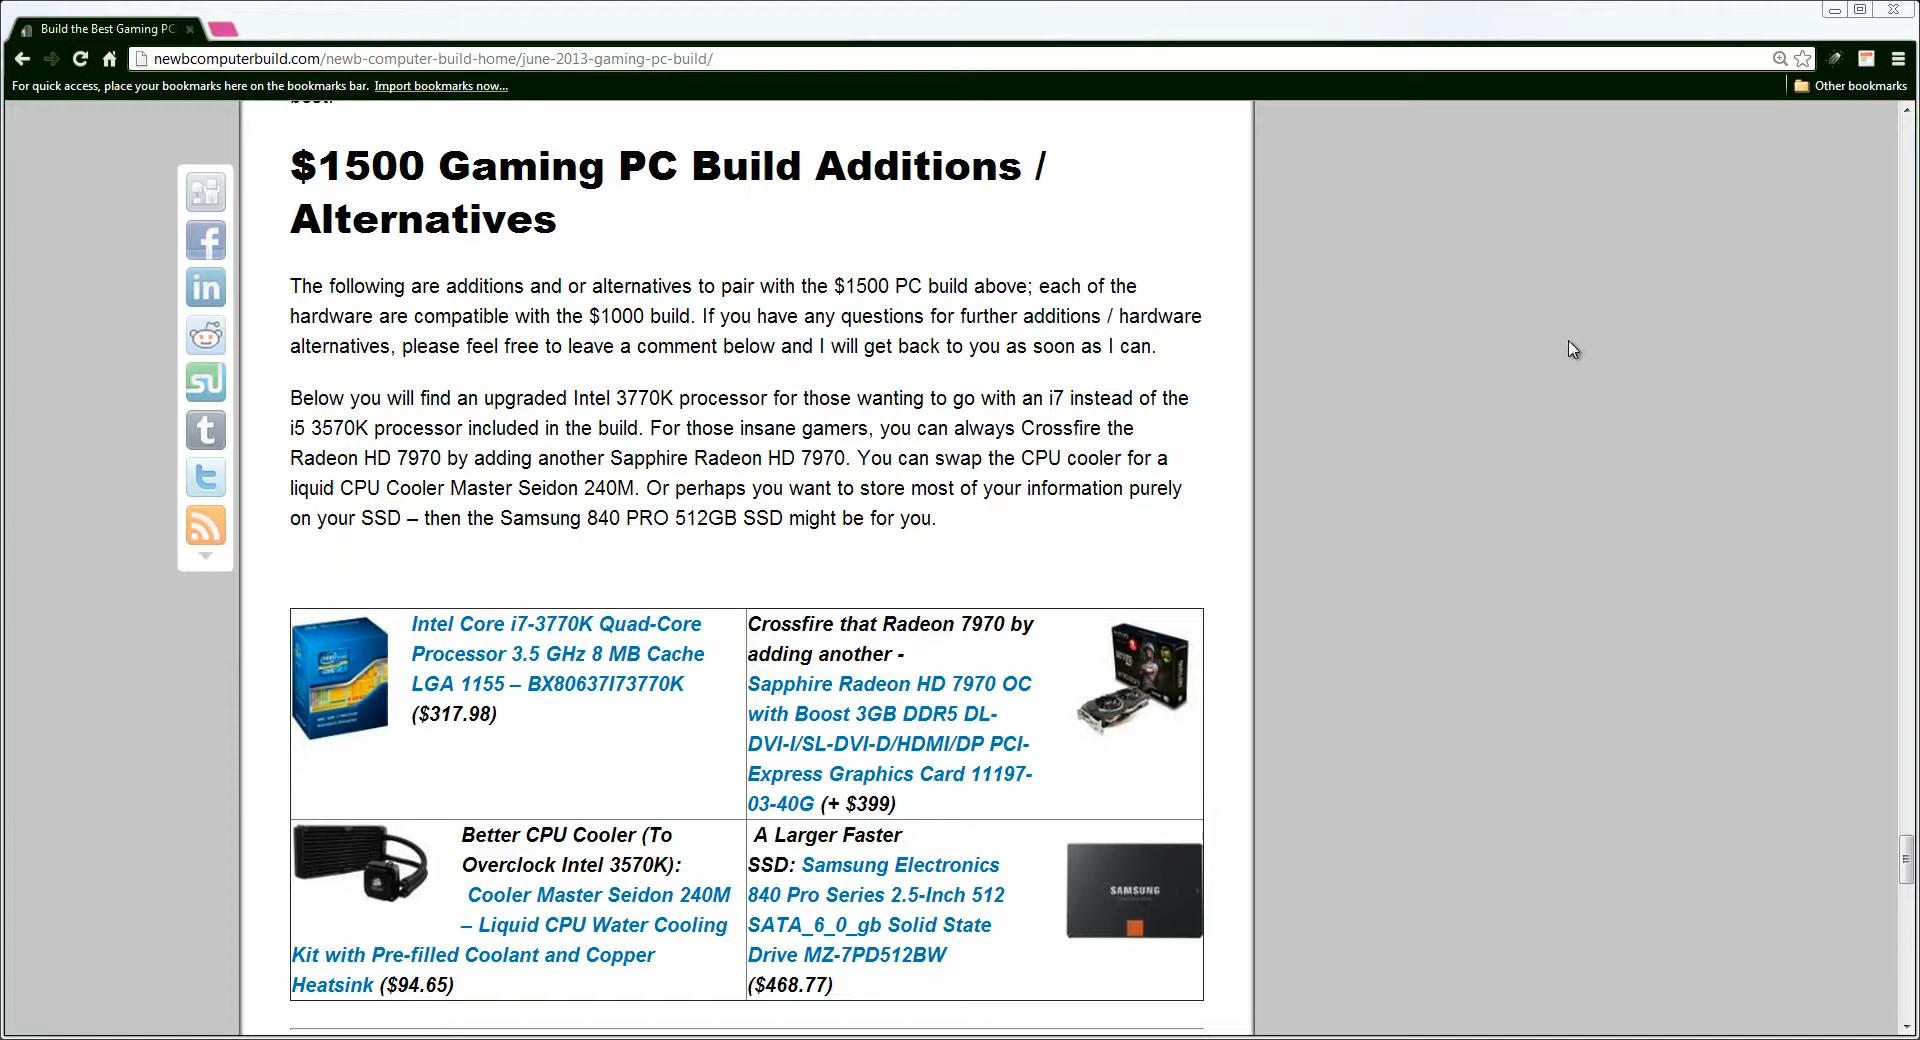 Build the Best Gaming PC
newbcomputerbuild.com/newb-computer-build-home/june-2013-gaming-pc-build/
For quick access, place your bookmarks here on the bookmarks bar. Import bookmarks now...
Other bookmarks
$1500 Gaming PC Build Additions /
Alternatives
The following are additions and or alternatives to pair with the $1500 PC build above; each of the
hardware are compatible with the $1000 build. If you have any questions for further additions / hardware
alternatives, please feel free to leave a comment below and I will get back to you as soon as I can.
Below you will find an upgraded Intel 3770K processor for those wanting to go with an i7 instead of the
i5 3570K processor included in the build. For those insane gamers, you can always Crossfire the
Radeon HD 7970 by adding another Sapphire Radeon HD 7970. You can swap the CPU cooler for a
liquid CPU Cooler Master Seidon 240M. Or perhaps you want to store most of your information purely
on your SSD – then the Samsung 840 PRO 512GB SSD might be for you.
Intel Core i7-3770K Quad-Core
Processor 3.5 GHz 8 MB Cache
LGA 1155 – BX80637I73770K
($317.98)
Crossfire that Radeon 7970 by
adding another -
Sapphire Radeon HD 7970 OC
with Boost 3GB DDR5 DL-
DVI-I/SL-DVI-D/HDMI/DP PCI-
Express Graphics Card 11197-
03-40G (+ $399)
Better CPU Cooler (To
Overclock Intel 3570K):
Cooler Master Seidon 240M
– Liquid CPU Water Cooling
Kit with Pre-filled Coolant and Copper
Heatsink ($94.65)
A Larger Faster
SSD: Samsung Electronics
840 Pro Series 2.5-Inch 512
SATA_6_0_gb Solid State
Drive MZ-7PD512BW
($468.77)
SAMSUNG